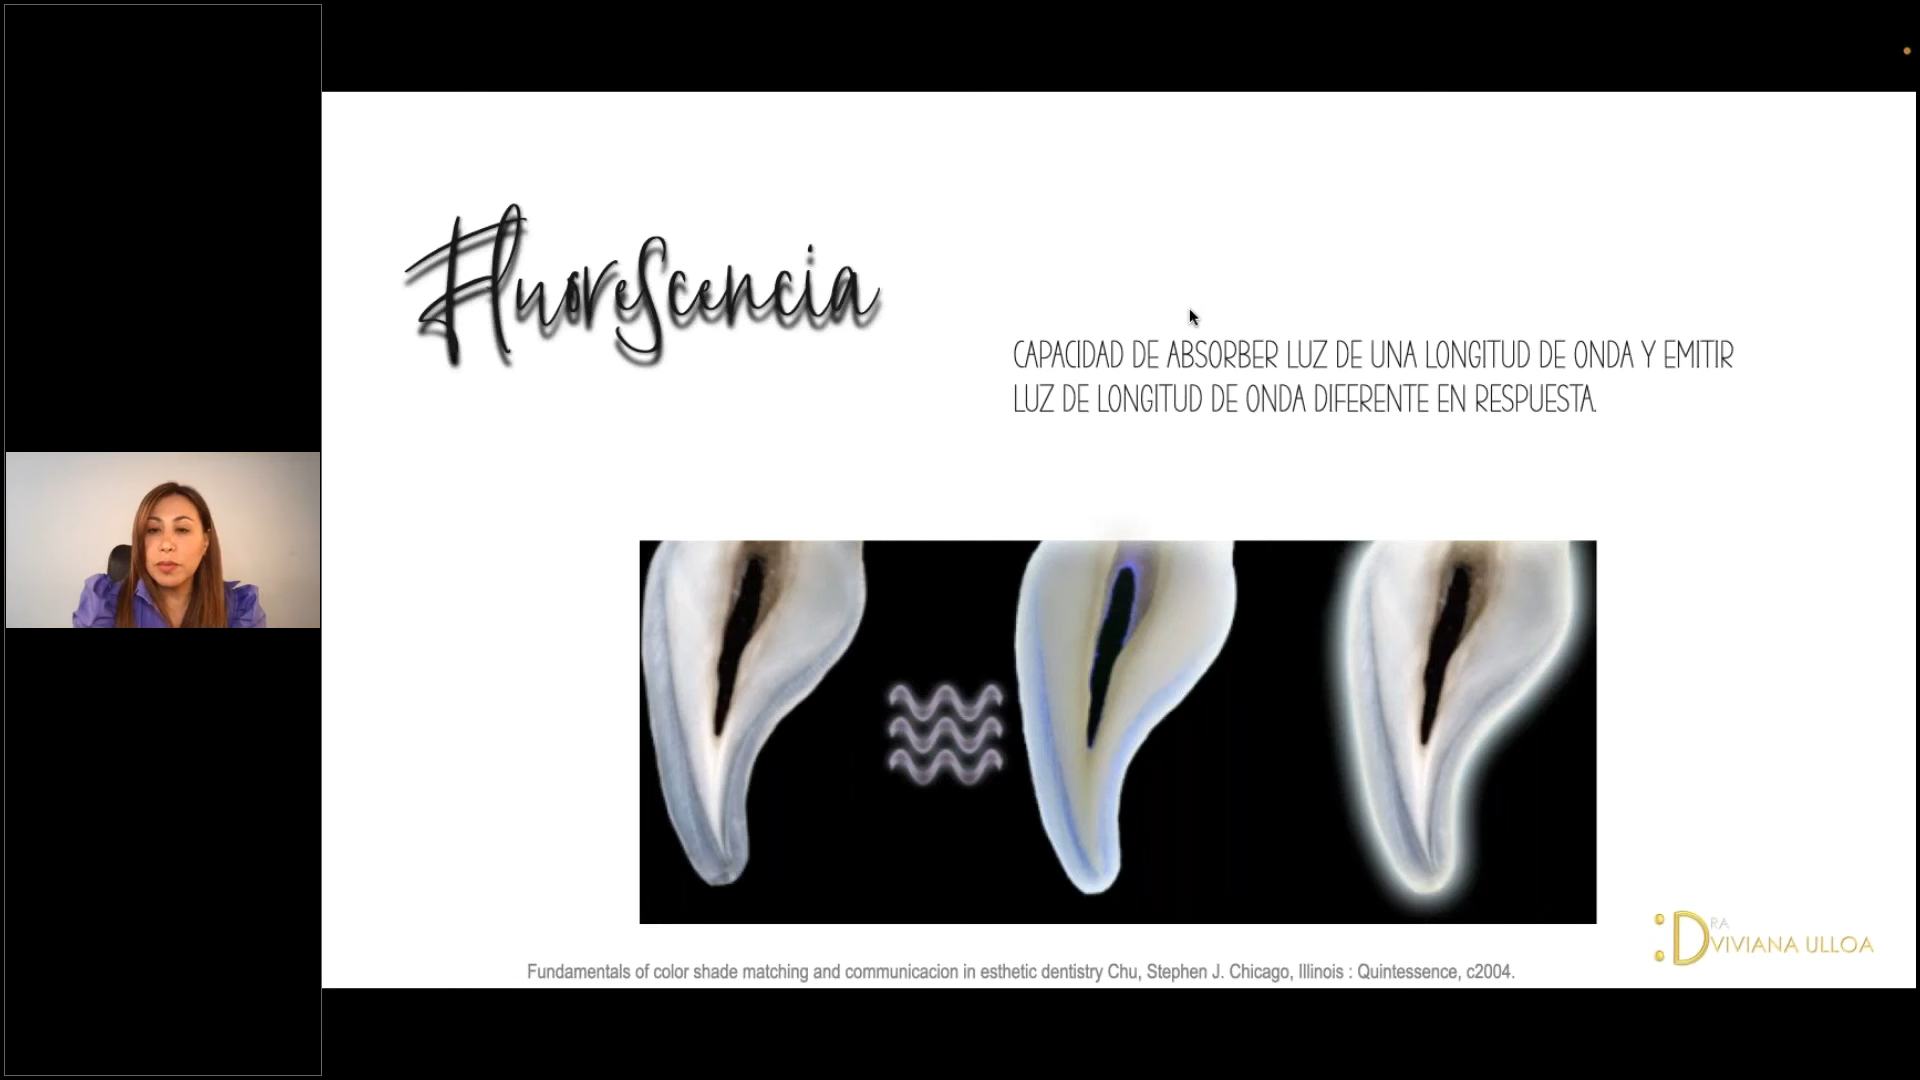 Fluorescencia
CAPACIDAD DE ABSORBER LUZ DE UNA LONGITUD DE ONDA Y EMITIR
LUZ DE LONGITUD DE ONDA DIFERENTE EN RESPUESTA.
Fundamentals of color shade matching and communicacion in esthetic dentistry Chu, Stephen J. Chicago, Illinois : Quintessence, c2004.
:DRA
VIVIANA ULLOA